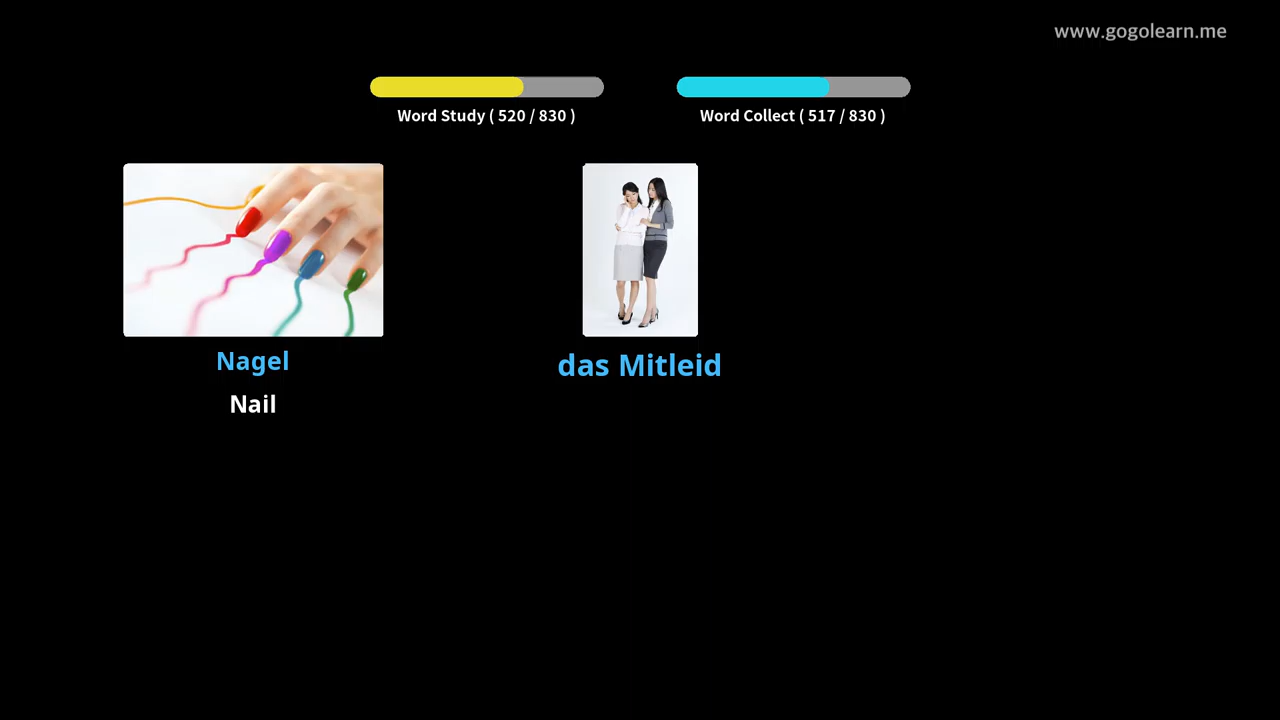 www.gogolearn.me
Word Study ( 520 / 830 )
Word Collect ( 517 / 830 )
Nagel
Nail
das Mitleid